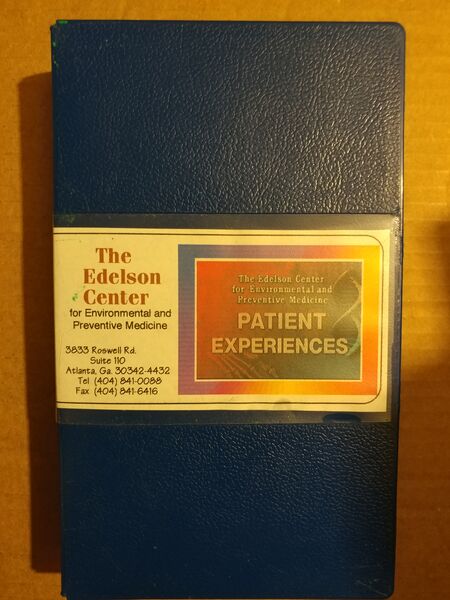 The
Edelson
Center
for Environmental and
Preventive Medicine
3833 Roswell Rd.
Suite 110
Atlanta, Ga. 30342-4432
Tel (404) 841-0088
Fax (404) 841-6416
The Edelson Center
for Environmental and
Preventive Medicine
PATIENT
EXPERIENCES